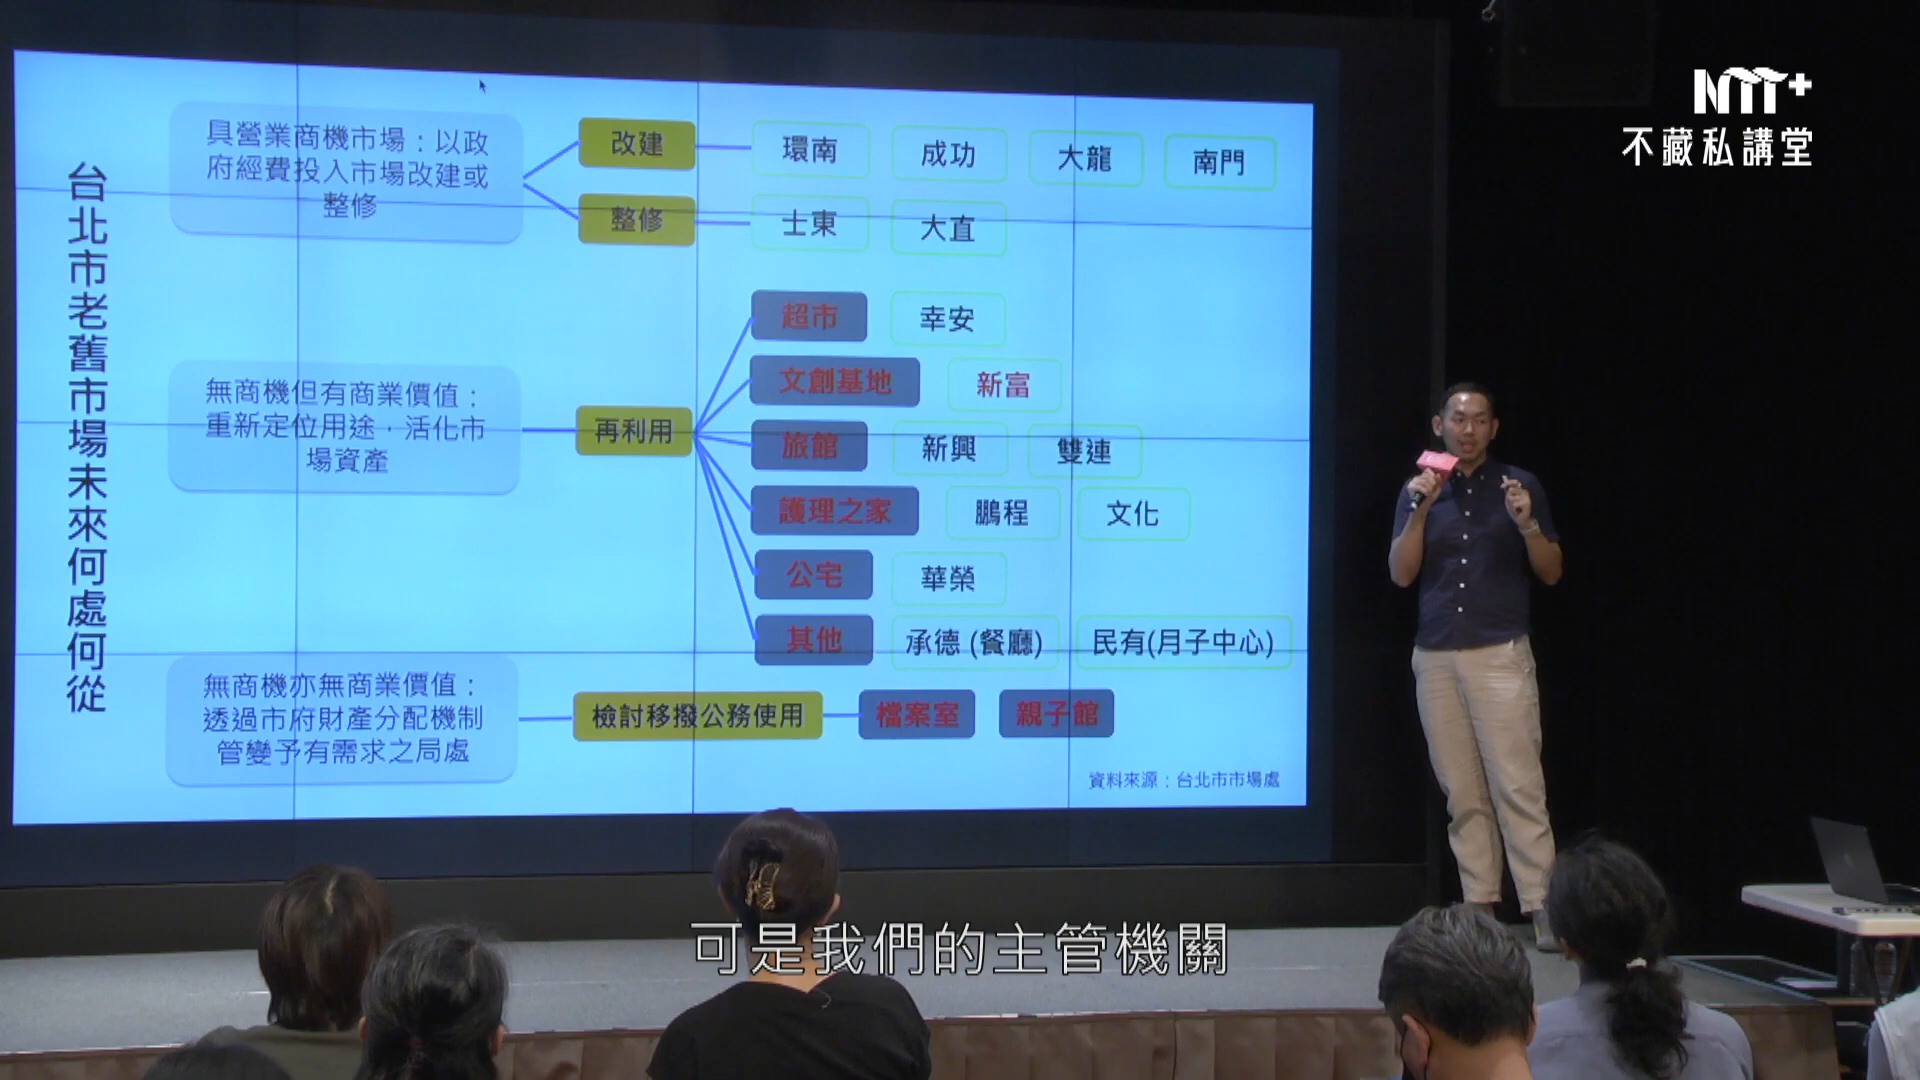 NTT+
不藏私講堂
台北市老舊市場未來何處何從
具營業商機市場：以政
府經費投入市場改建或
整修
改建
環南
成功
大龍
南門
整修
士東
大直
無商機但有商業價值：
重新定位用途，活化市
場資產
再利用
超市
幸安
文創基地
新富
旅館
新興
雙連
護理之家
鵬程
文化
公宅
華榮
其他
承德 (餐廳)
民有(月子中心)
無商機亦無商業價值：
透過市府財產分配機制
管變予有需求之局處
檢討移撥公務使用
檔案室
親子館
資料來源：台北市市場處
可是我們的主管機關